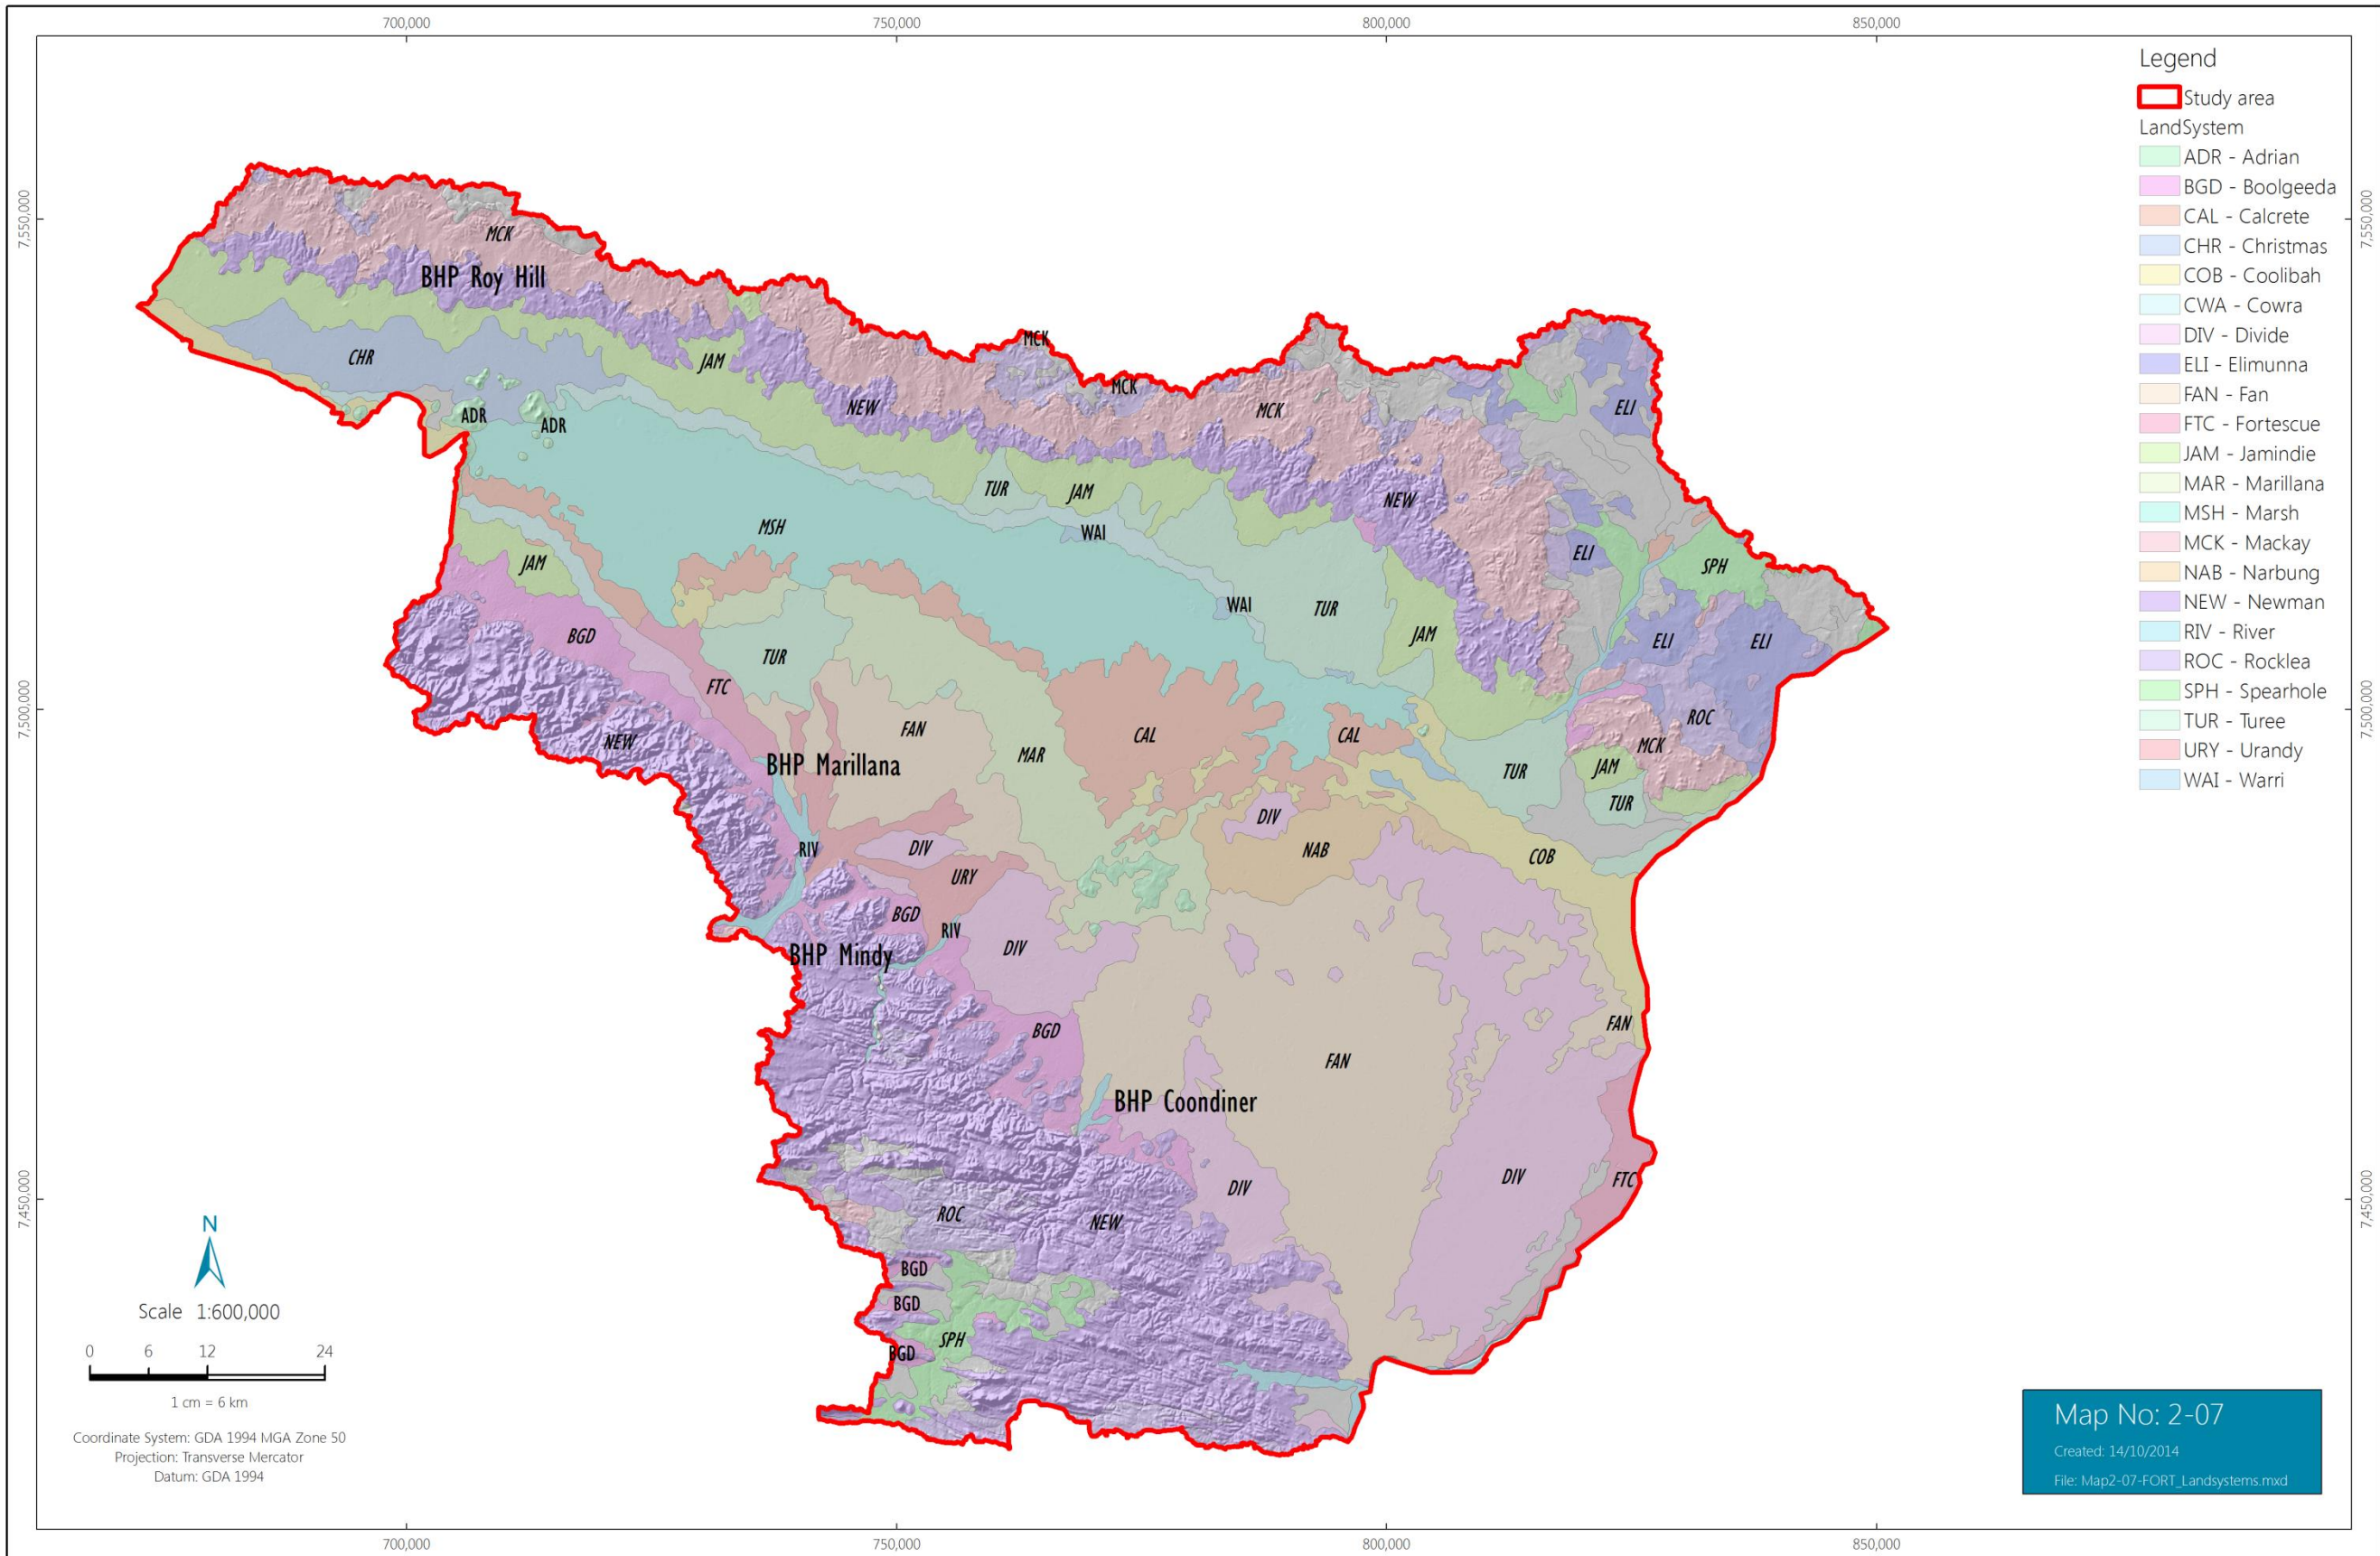 700,000 750,000 800,000 850,000
Legend
Study area
LandSystem
ADR - Adrian
BGD - Boolgeeda
CAL - Calcrete
CHR - Christmas
COB - Coolibah
CWA - Cowra
DIV - Divide
ELI - Elimunna
FAN - Fan
FTC - Fortescue
JAM - Jamindie
MAR - Marillana
MSH - Marsh
MCK - Mackay
NAB - Narbung
NEW - Newman
RIV - River
ROC - Rocklea
SPH - Spearhole
TUR - Turee
URY - Urandy
WAI - Warri
7,550,000 7,550,000
MCK
BHP Roy Hill
MCK
CHR
JAM
MCK
NEW
MCK
ELI
ADR
ADR
TUR
JAM
NEW
MSH
WAI
JAM
ELI
SPH
WAI
TUR
BGD
JAM
ELI
ELI
TUR
FTC
7,500,000 7,500,000
NEW
FAN
CAL
CAL
ROC
MCK
MAR
BHP Marillana
TUR
JAM
TUR
DIV
RIV
DIV
NAB
COB
URY
BGD
RIV
DIV
BHP Mindy
BGD
FAN
FAN
BHP Coondiner
DIV
DIV
FTC
7,450,000 7,450,000
ROC
NEW
BGD
BGD
SPH
BGD
N
Scale 1:600,000
0 6 12 24
1 cm = 6 km
Coordinate System: GDA 1994 MGA Zone 50
Projection: Transverse Mercator
Datum: GDA 1994
Map No: 2-07
Created: 14/10/2014
File: Map2-07-FORT_Landsystems.mxd
700,000 750,000 800,000 850,000